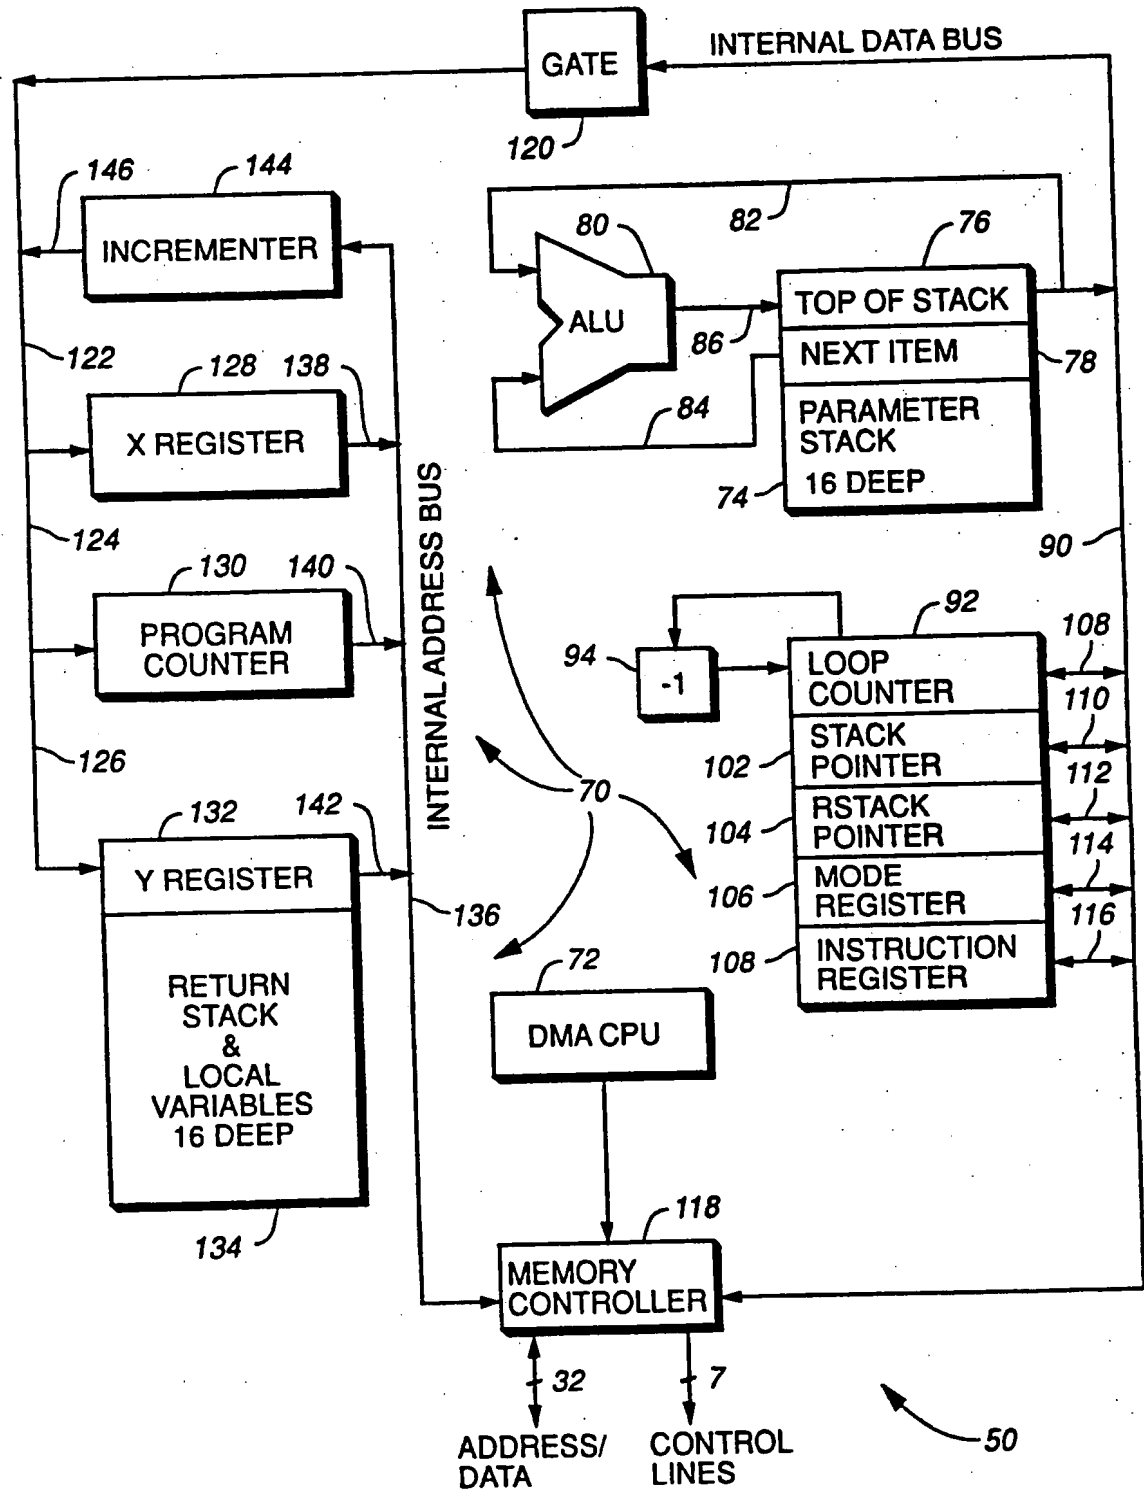 INTERNAL DATA BUS
GATE
120
146
144
INCREMENTER
82
80
76
ALU
86
TOP OF STACK
NEXT ITEM
78
84
PARAMETER
STACK
16 DEEP
74
122
128
138
X REGISTER
124
90
INTERNAL ADDRESS BUS
130
140
PROGRAM
COUNTER
94
-1
92
LOOP
COUNTER
108
110
102
STACK
POINTER
112
126
70
104
RSTACK
POINTER
114
132
142
Y REGISTER
106
MODE
REGISTER
116
136
108
INSTRUCTION
REGISTER
72
DMA CPU
RETURN
STACK
&
LOCAL
VARIABLES
16 DEEP
134
118
MEMORY
CONTROLLER
32
7
ADDRESS/
DATA
CONTROL
LINES
50